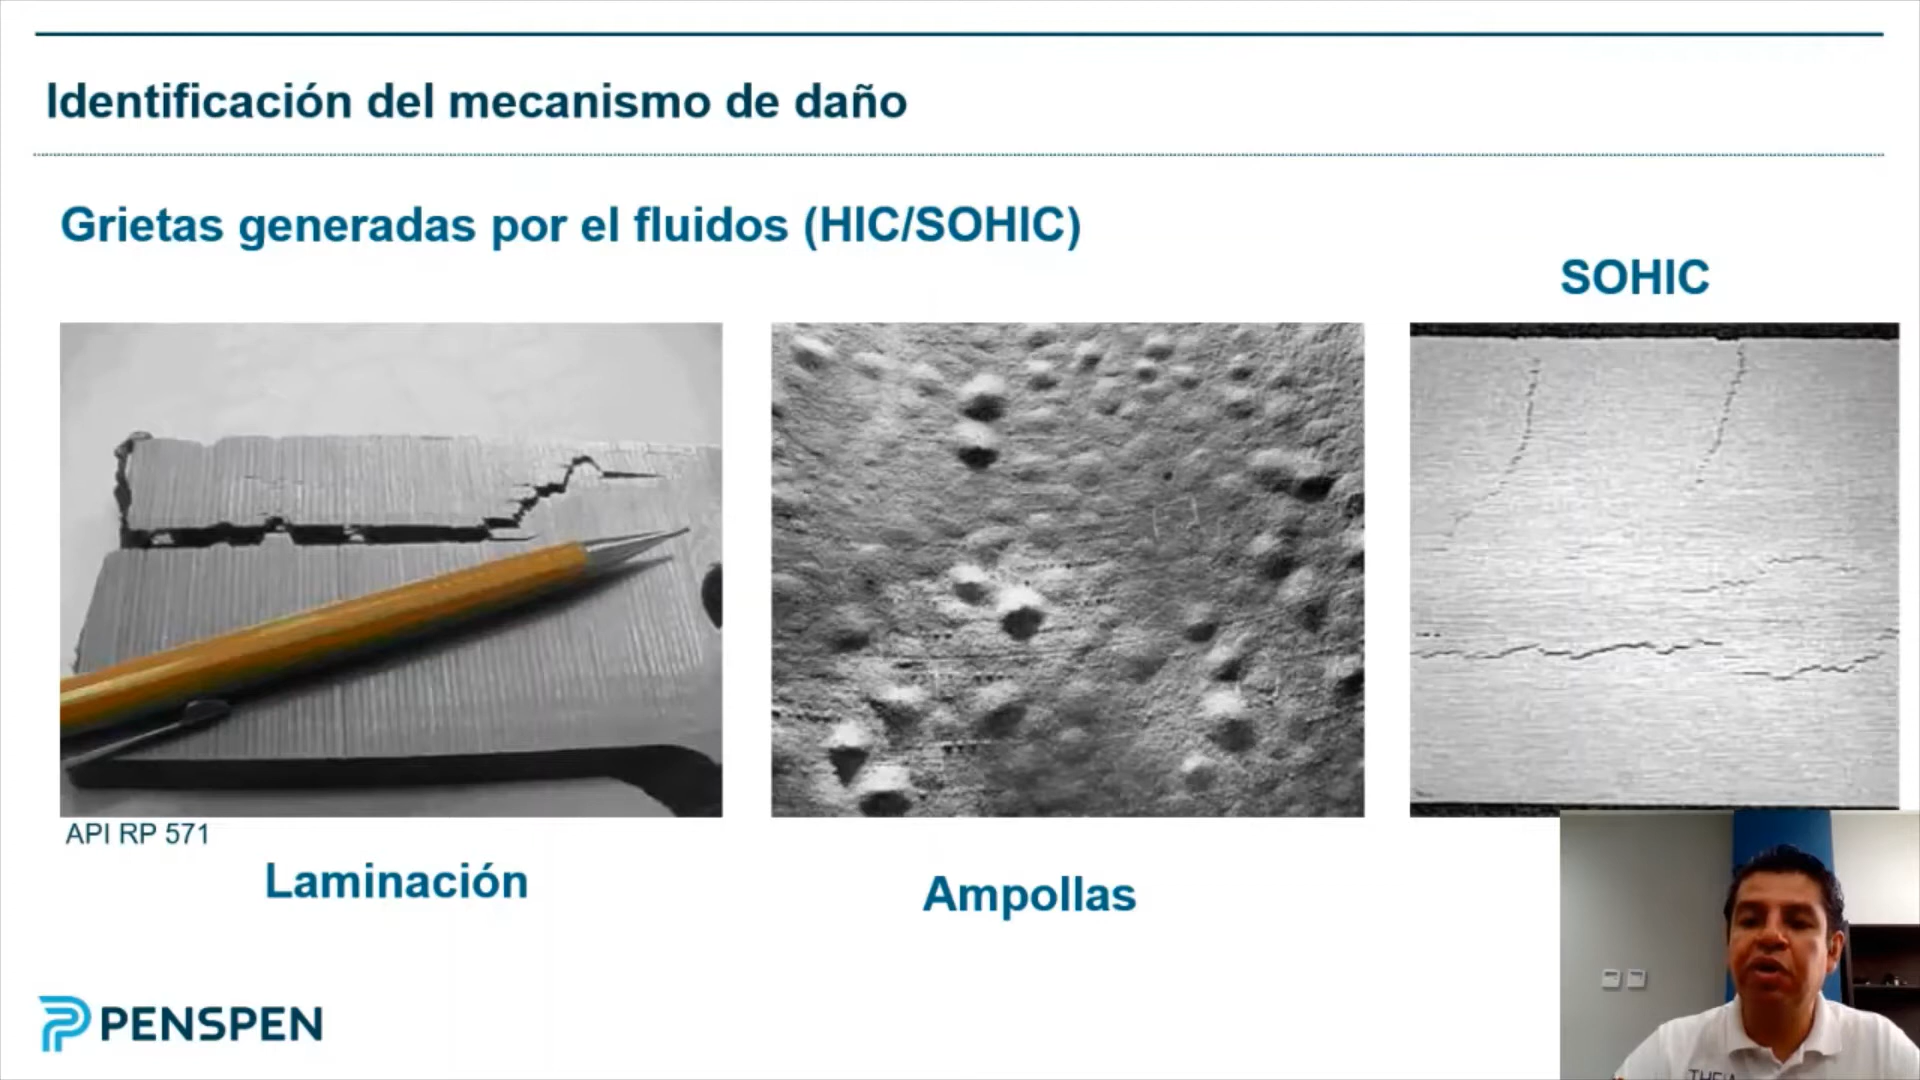 Identificación del mecanismo de daño
Grietas generadas por el fluidos (HIC/SOHIC)
SOHIC
API RP 571
Laminación
Ampollas
PENSPEN